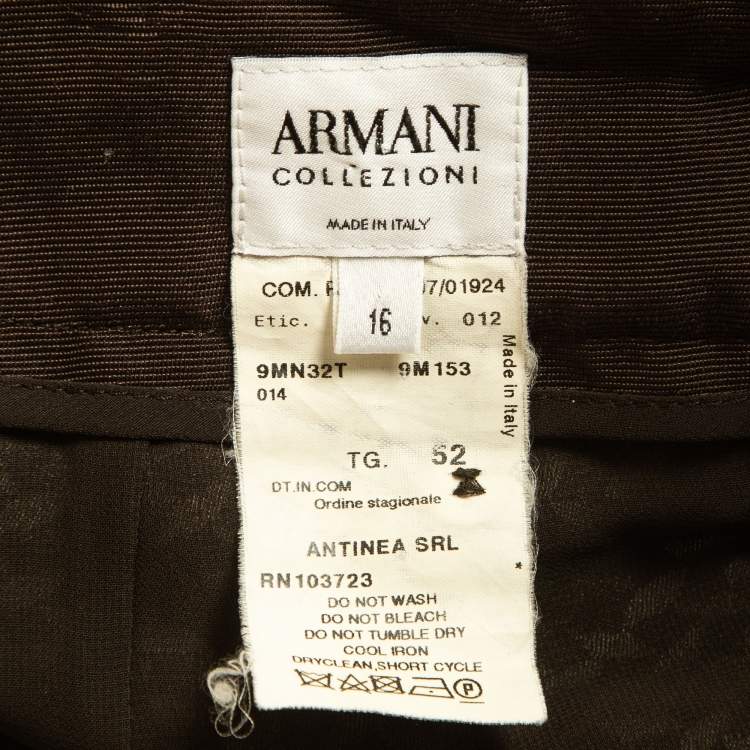 ARMANI
COLLEZIONI
MADE IN ITALY
COM. 07/01924
16
Etic. 012
9MN32T 9M153
014
Made in Italy
TG. 52
DT.IN.COM
Ordine stagionale
ANTINEA SRL
*
RN103723
DO NOT WASH
DO NOT BLEACH
DO NOT TUMBLE DRY
COOL IRON
DRYCLEAN,SHORT CYCLE
P